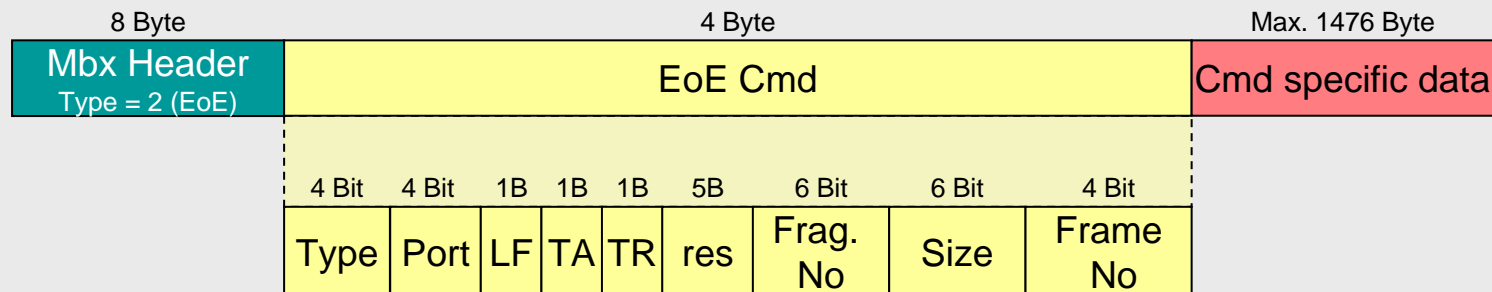 8 Byte 4 Byte Max. 1476 Byte
Mbx Header EoE Cmd Cmd specific data
Type = 2 (EoE)
4 Bit 4 Bit 1B 1B 1B 5B 6 Bit 6 Bit 4 Bit
Type Port LF TA TR res Frag. No Size Frame No